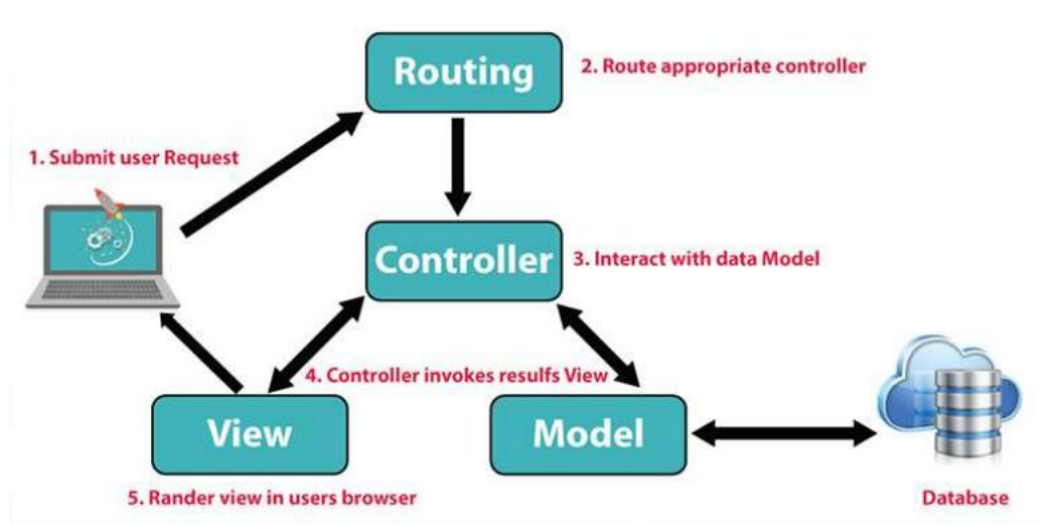 Routing
2. Route appropriate controller
1. Submit user Request
Controller
3. Interact with data Model
4. Controller invokes resulfs View
View
Model
5. Rander view in users browser
Database